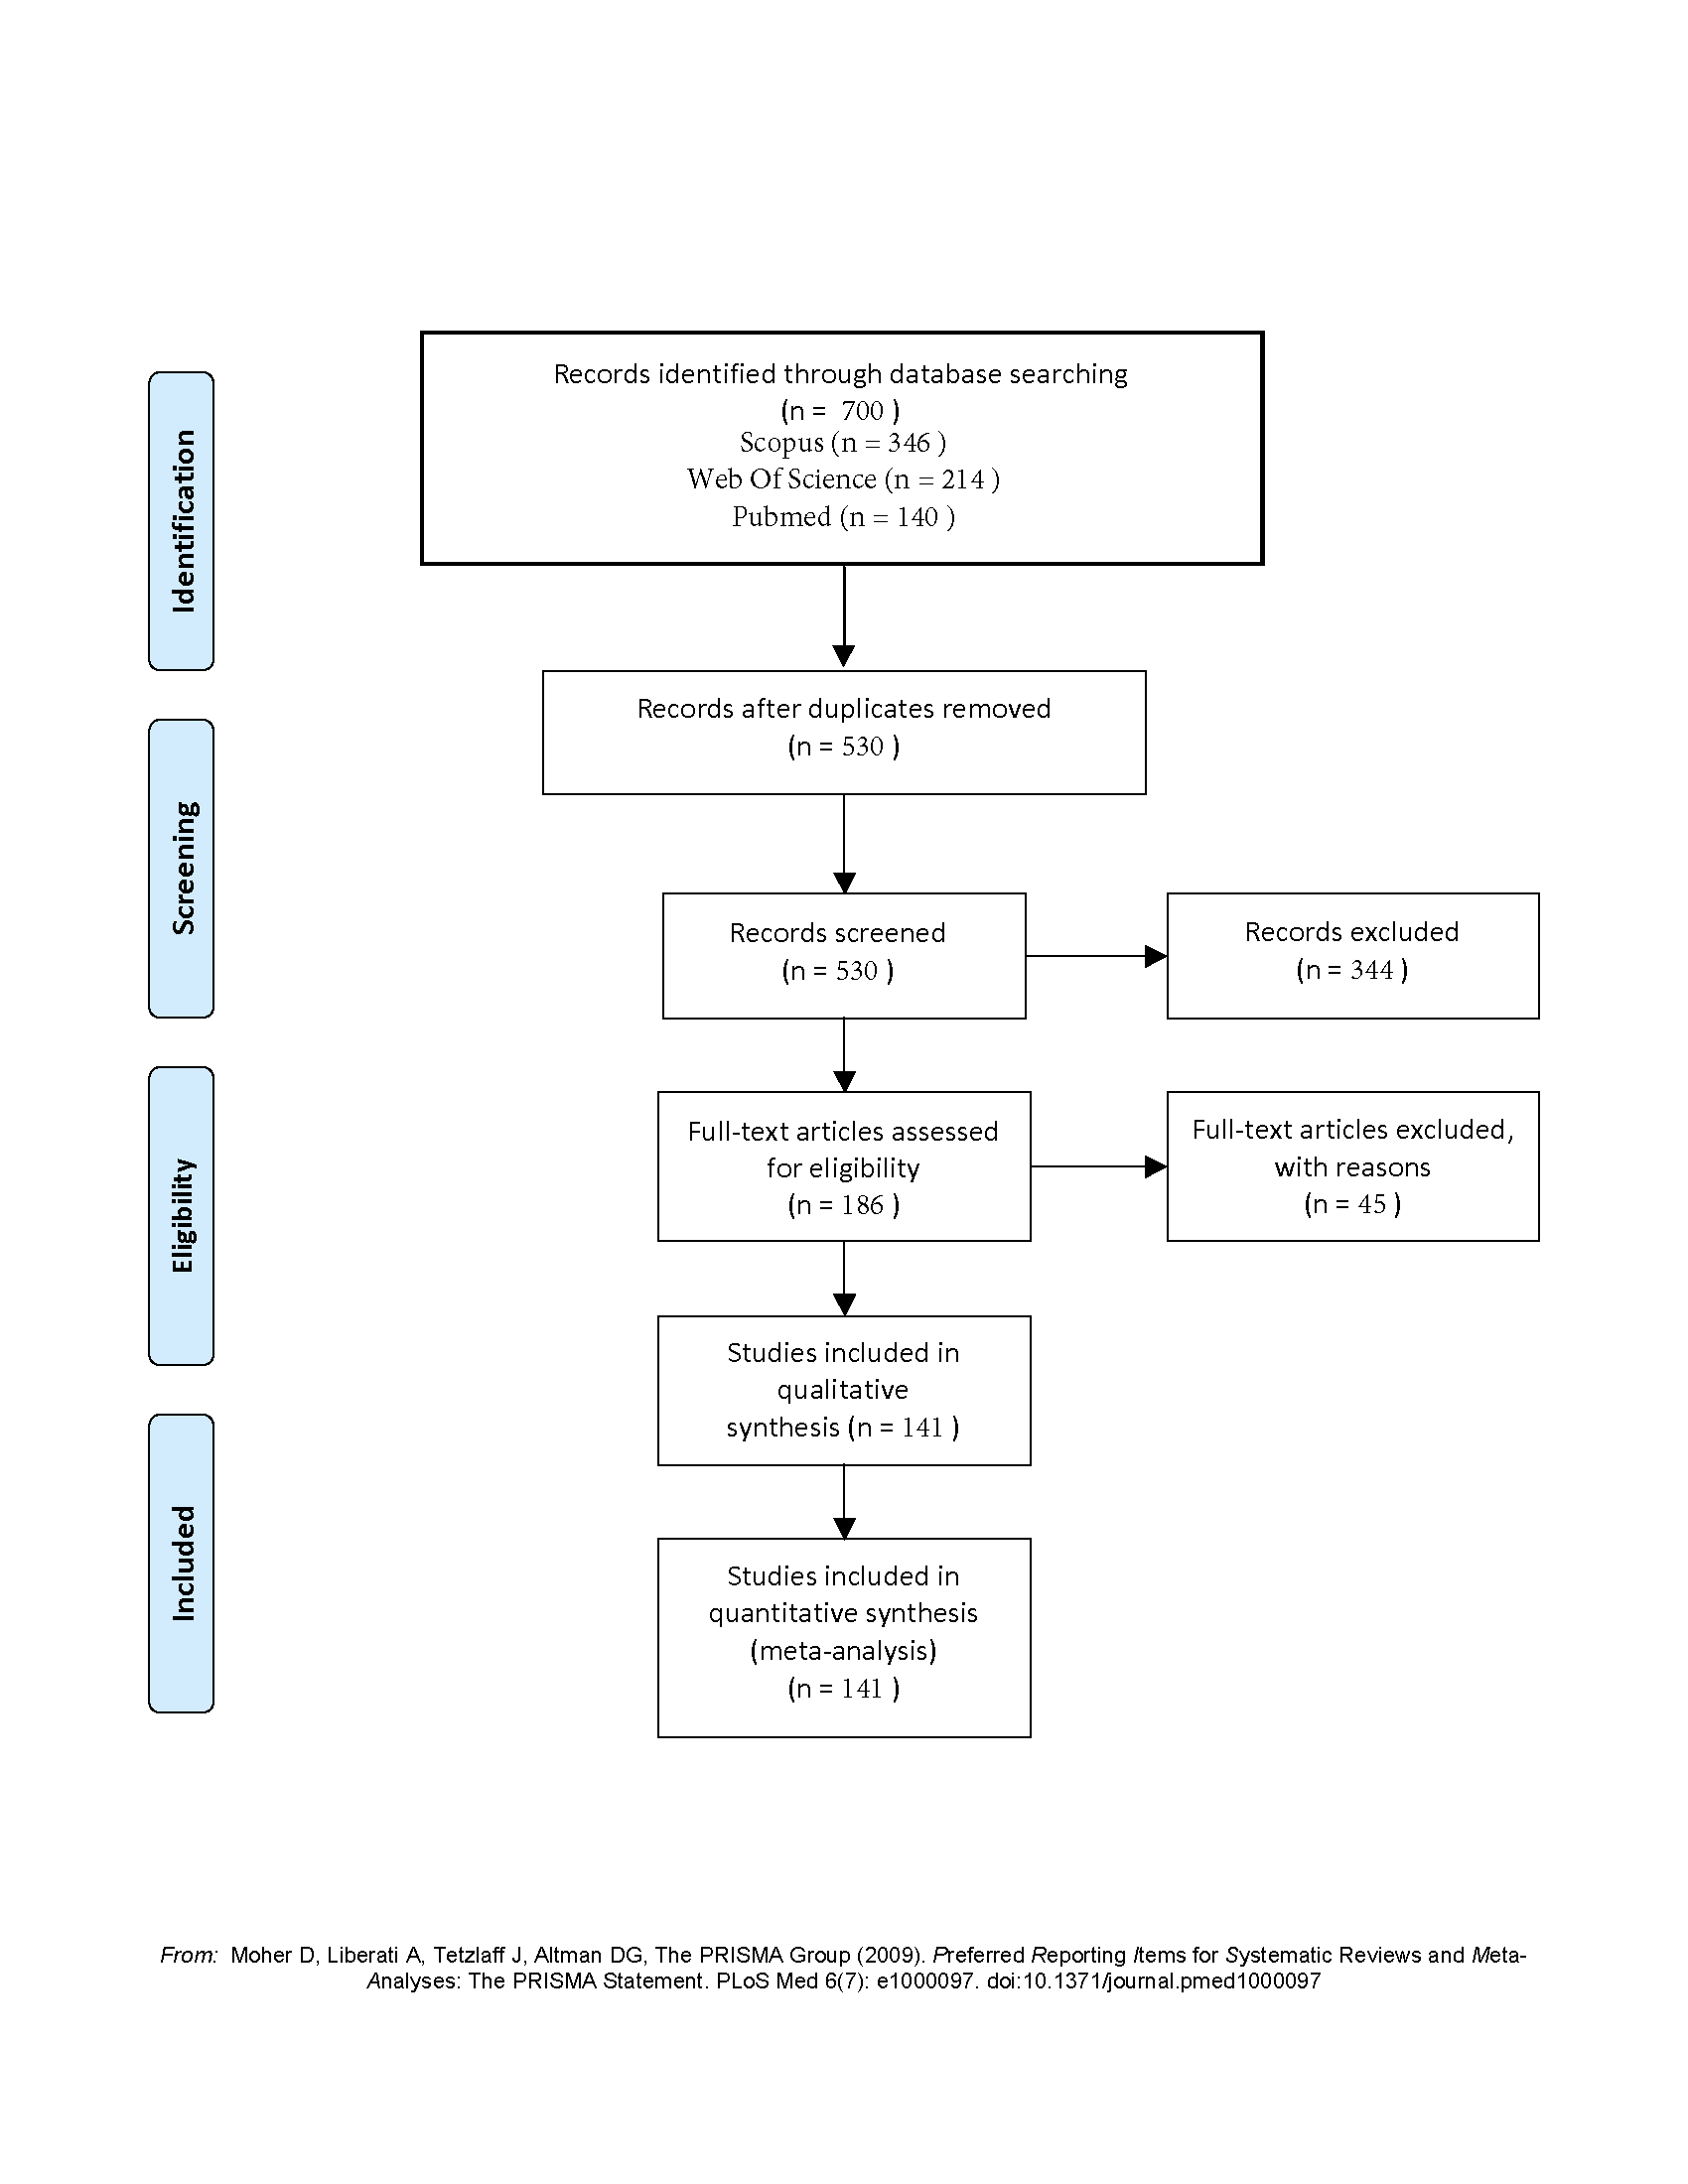 Identification
Records identified through database searching
(n =  700 )
Scopus (n = 346 )
Web Of Science (n = 214 )
Pubmed (n = 140 )
Records after duplicates removed
(n = 530 )
Screening
Records screened
(n = 530 )
Records excluded
(n = 344 )
Eligibility
Full-text articles assessed
for eligibility
(n = 186 )
Full-text articles excluded,
with reasons
(n = 45 )
Studies included in
qualitative
synthesis (n = 141 )
Included
Studies included in
quantitative synthesis
(meta-analysis)
(n = 141 )
From:  Moher D, Liberati A, Tetzlaff J, Altman DG, The PRISMA Group (2009). Preferred Reporting Items for Systematic Reviews and Meta-
Analyses: The PRISMA Statement. PLoS Med 6(7): e1000097. doi:10.1371/journal.pmed1000097